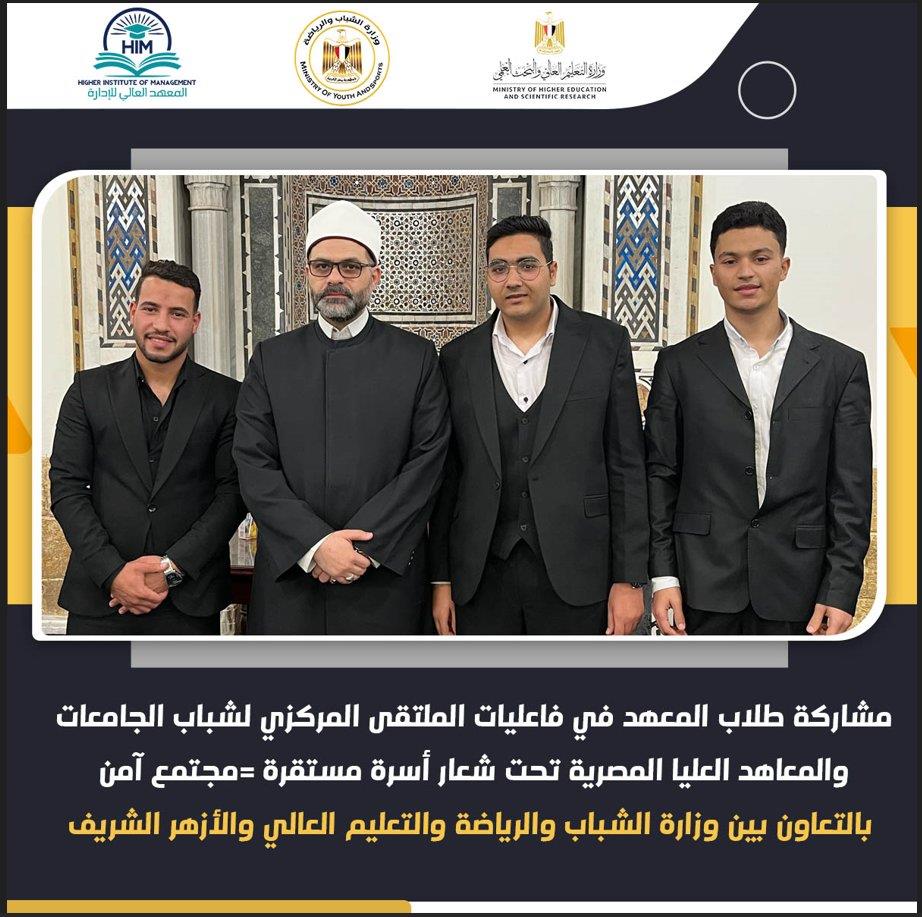 HIM
HIGHER INSTITUTE OF MANAGEMENT
المعهد العالي للإدارة
وزارة الشباب والرياضة
MINISTRY OF YOUTH AND SPORTS
وزارة التعليم العالي والبحث العلمي
MINISTRY OF HIGHER EDUCATION
AND SCIENTIFIC RESEARCH
مشاركة طلاب المعهد في فاعليات الملتقى المركزي لشباب الجامعات
والمعاهد العليا المصرية تحت شعار أسرة مستقرة =مجتمع آمن
بالتعاون بين وزارة الشباب والرياضة والتعليم العالي والأزهر الشريف